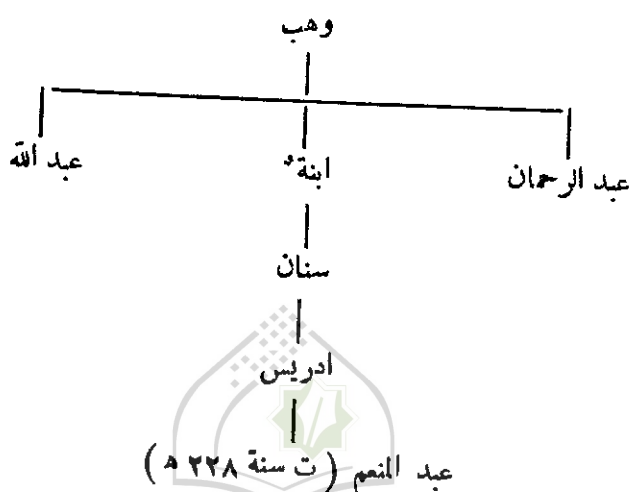 وهب
عبد الرحمان ابنةٌ عبد الله
سنان
ادريس
عبد المنعم ( ت سنة ٢٢٨ ه )